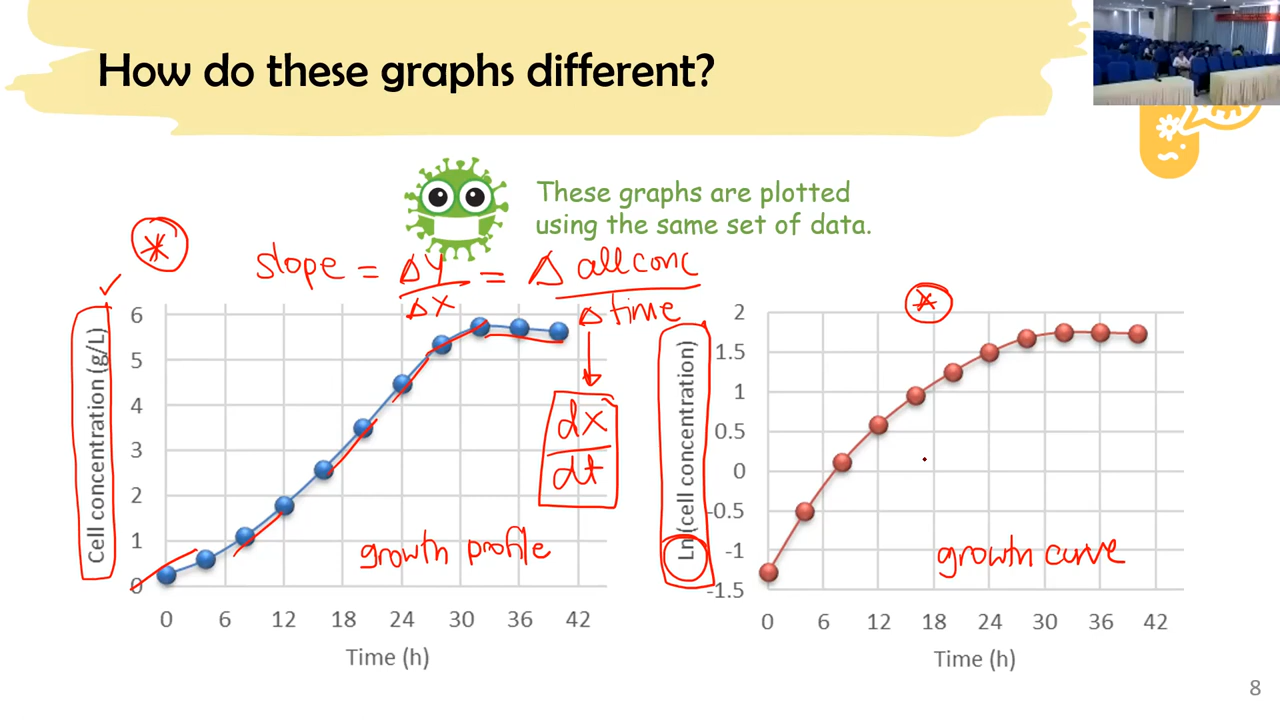 How do these graphs different?
These graphs are plotted
using the same set of data.
slope = ΔY / ΔX = Δ all conc / Δ time
dx / dt
Cell concentration (g/L)
6
5
4
3
2
1
0
growth profile
0 6 12 18 24 30 36 42
Time (h)
Ln (cell concentration)
2
1.5
1
0.5
0
-0.5
-1
-1.5
growth curve
0 6 12 18 24 30 36 42
Time (h)
8